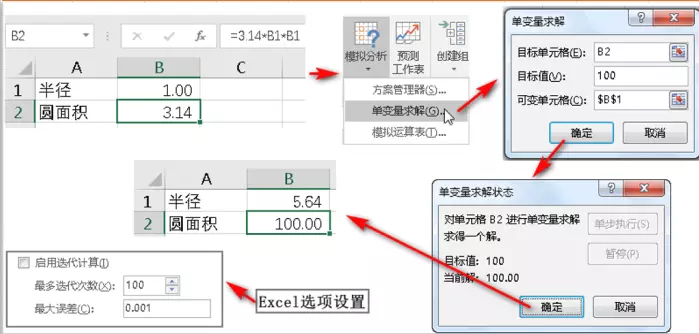 B2
fx
=3.14*B1*B1
A B C
1 半径 1.00
2 圆面积 3.14
模拟分析
预测
工作表
创建组
方案管理器(S)...
单变量求解(G)...
模拟运算表(T)...
单变量求解
目标单元格(E): B2
目标值(V): 100
可变单元格(C): $B$1
确定 取消
A B
1 半径 5.64
2 圆面积 100.00
单变量求解状态
对单元格 B2 进行单变量求解
求得一个解。
目标值: 100
当前解: 100.00
单步执行(S)
暂停(P)
确定 取消
启用迭代计算(I)
最多迭代次数(X): 100
最大误差(C): 0.001
Excel选项设置